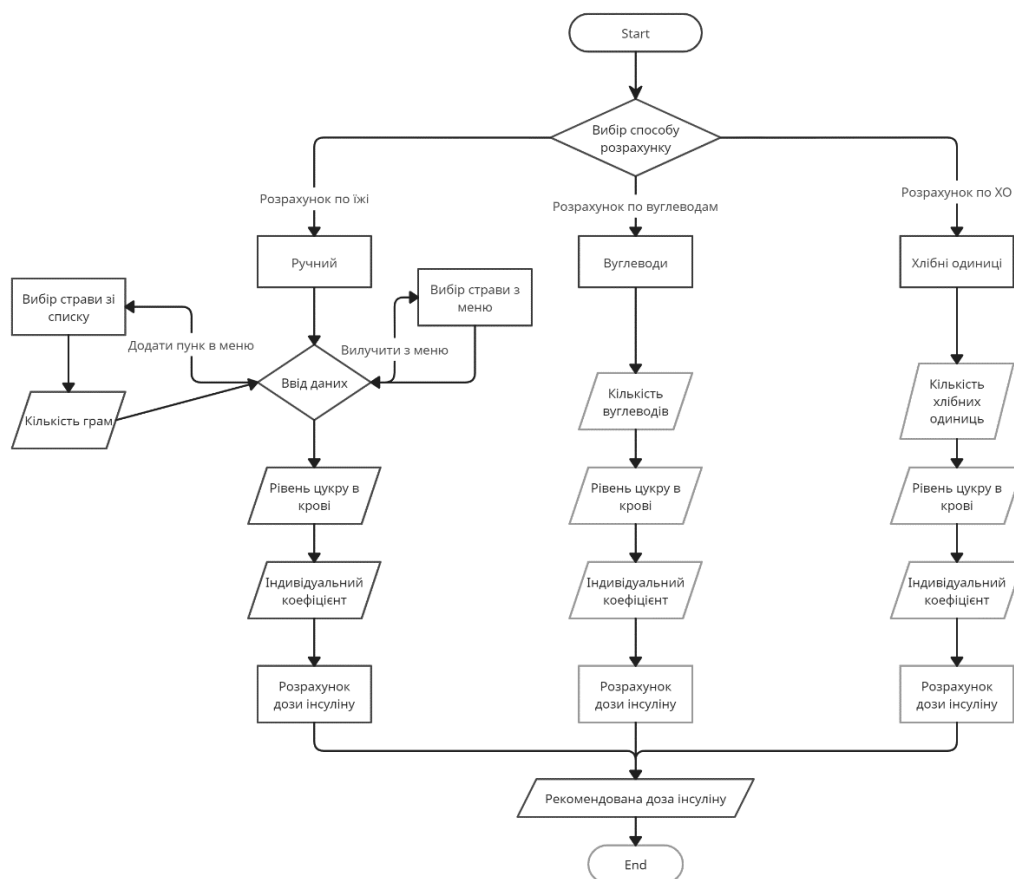 Start
Вибір способу
розрахунку
Розрахунок по їжі
Розрахунок по вуглеводам
Розрахунок по ХО
Ручний
Вуглеводи
Хлібні одиниці
Вибір страви зі
списку
Вибір страви з
меню
Додати пунк в меню
Вилучити з меню
Ввід даних
Кількість грам
Кількість
вуглеводів
Кількість
хлібних
одиниць
Рівень цукру в
крові
Рівень цукру в
крові
Рівень цукру в
крові
Індивідуальний
коефіцієнт
Індивідуальний
коефіцієнт
Індивідуальний
коефіцієнт
Розрахунок
дози інсуліну
Розрахунок
дози інсуліну
Розрахунок
дози інсуліну
Рекомендована доза інсуліну
End